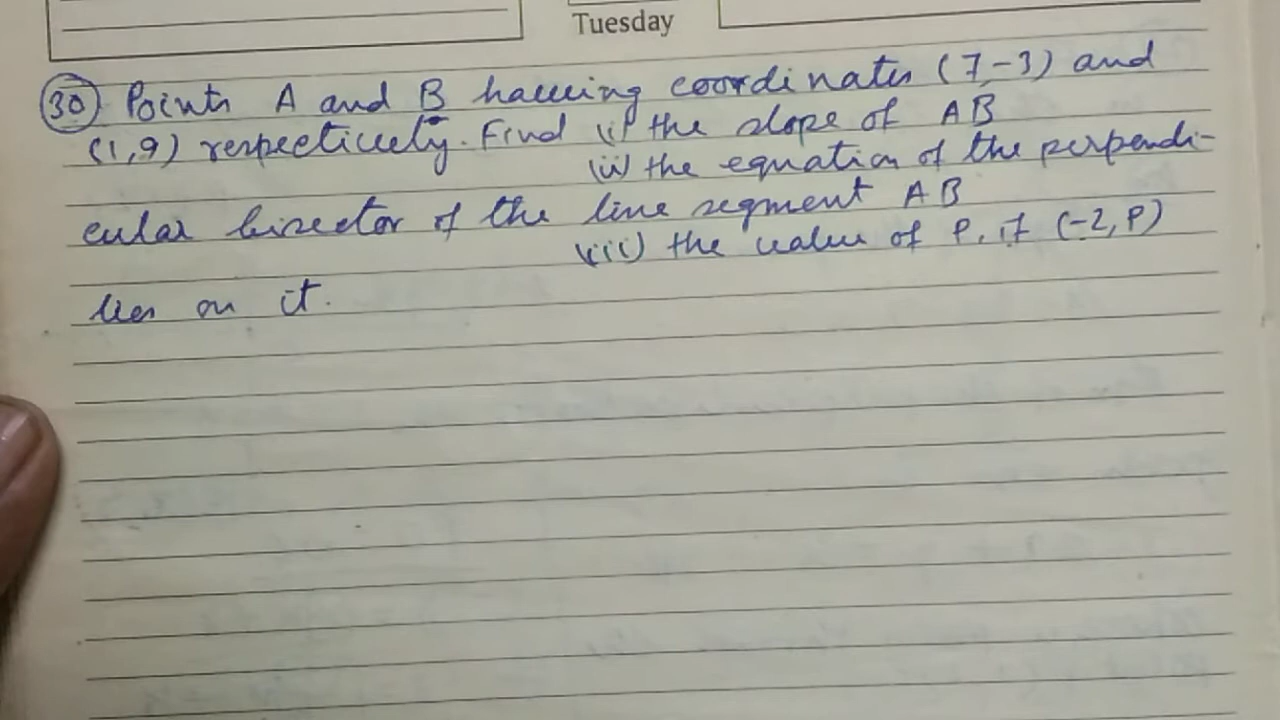 Tuesday
(30) Points A and B having coordinates (7,-3) and
(1,9) respectively. Find (i) the slope of AB
(ii) the equation of the perpendi-
cular bisector of the line segment AB
(iii) the value of P, if (-2,P)
lies on it.